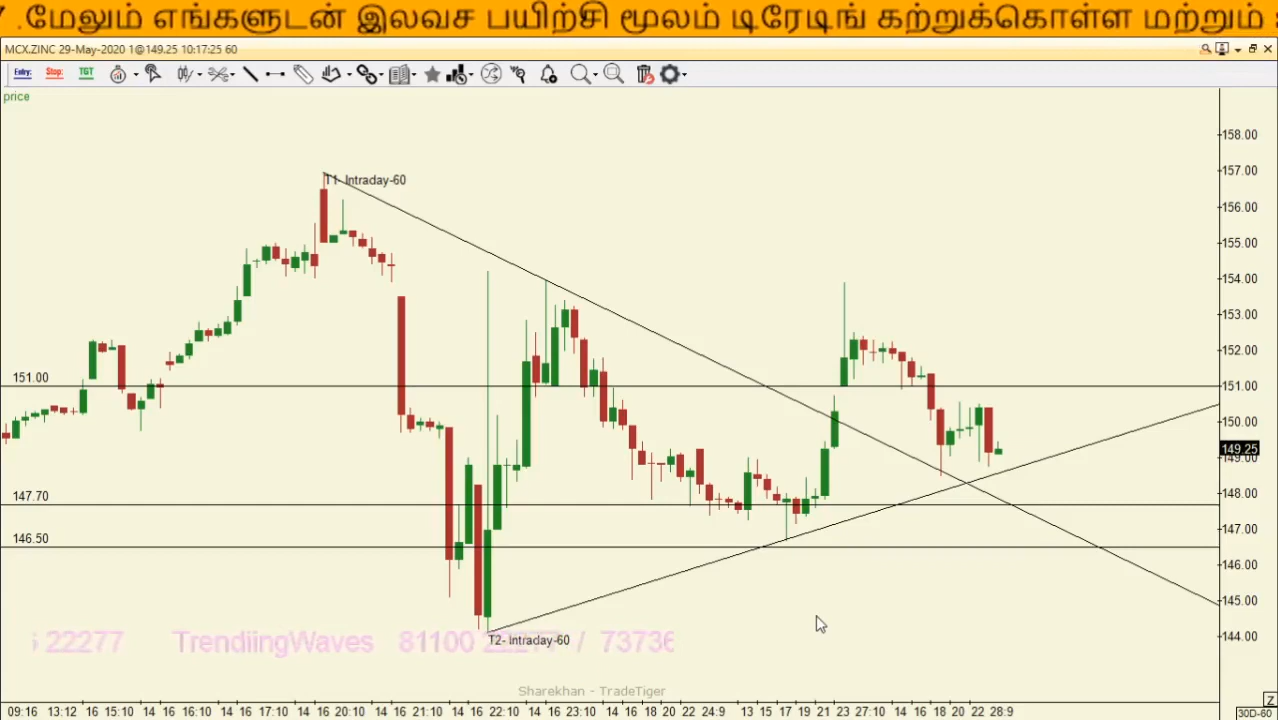 .மேலும் எங்களுடன் இலவச பயிற்சி மூலம் டிரேடிங் கற்றுக்கொள்ள மற்றும்
MCX.ZINC 29-May-2020 1@149.25 10:17:25 60
Entry: Stop: TGT
price
158.00
T1- Intraday-60
157.00
156.00
155.00
154.00
153.00
152.00
151.00
151.00
150.00
149.25
149.00
148.00
147.70
147.00
146.50
146.00
145.00
144.00
22277 TrendiingWaves 81100 22277 / 73736
T2- Intraday-60
Sharekhan - TradeTiger
09:16 13:12 16 15:10 14 16 16:10 14 16 17:10 14 16 20:10 14 16 21:10 14 16 22:10 14 16 23:10 14 16 18 20 22 24:9 13 15 17 19 21 23 27:10 14 16 18 20 22 28:9
Z
30D-60